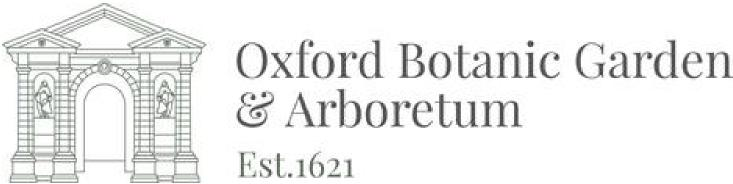 Oxford Botanic Garden
& Arboretum
Est.1621